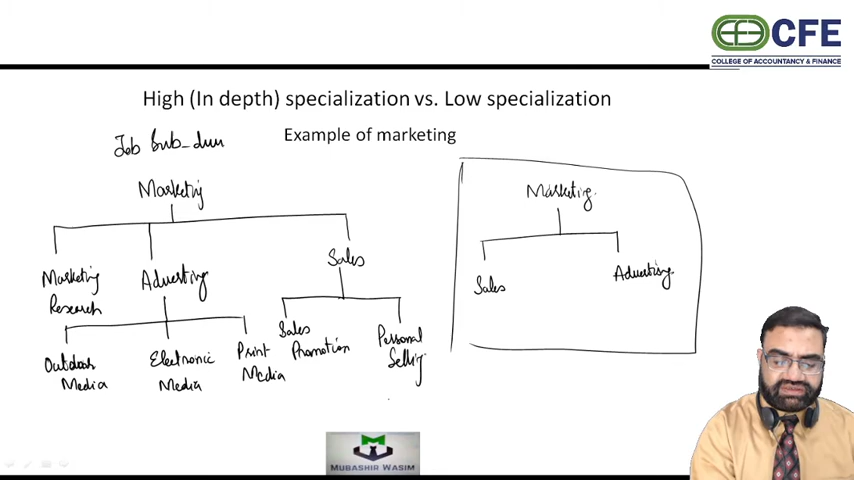 CFE
COLLEGE OF ACCOUNTANCY & FINANCE
High (In depth) specialization vs. Low specialization
Example of marketing
Job Sub-
Marketing
Marketing
Research
Advertising
Sales
Outdoor
Media
Electronic
Media
Print
Media
Sales
Promotion
Personal
Selling
Marketing
Sales
Advertising
MUBASHIR WASIM